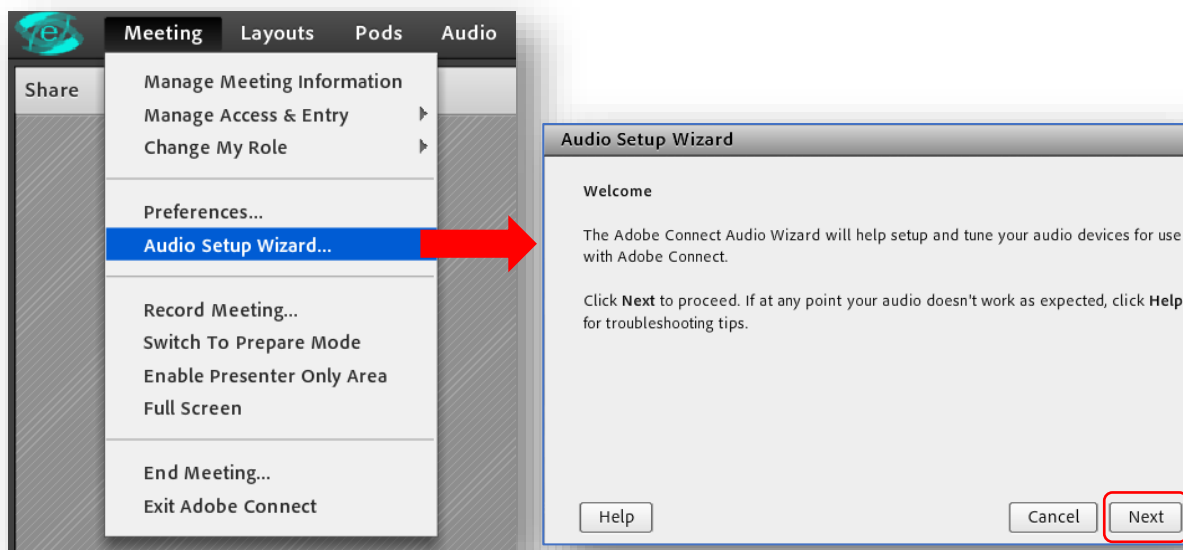 e
Meeting Layouts Pods Audio
Share
Manage Meeting Information
Manage Access & Entry
Change My Role
Preferences...
Audio Setup Wizard...
Record Meeting...
Switch To Prepare Mode
Enable Presenter Only Area
Full Screen
End Meeting...
Exit Adobe Connect
Audio Setup Wizard
Welcome
The Adobe Connect Audio Wizard will help setup and tune your audio devices for use
with Adobe Connect.
Click Next to proceed. If at any point your audio doesn't work as expected, click Help
for troubleshooting tips.
Help Cancel Next